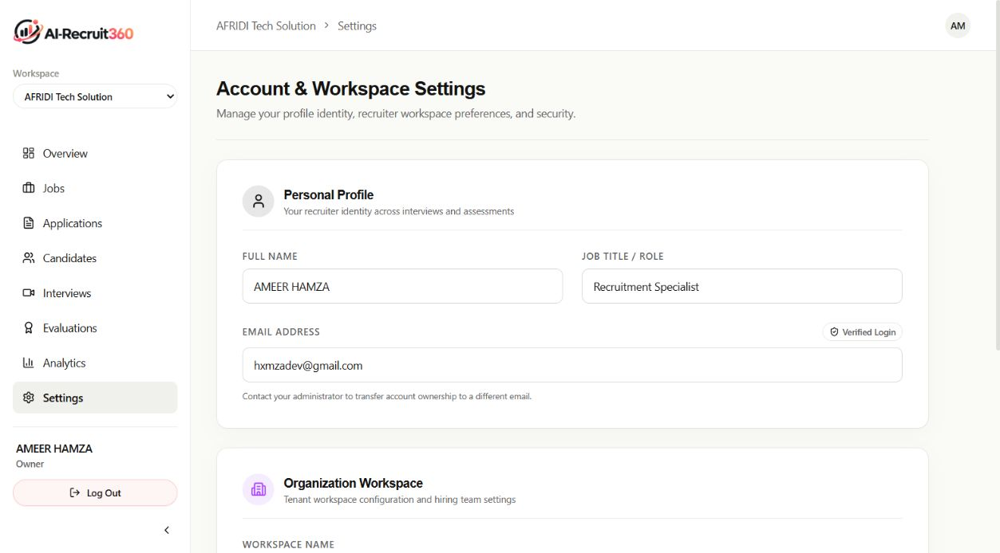 AI-Recruit360
Workspace
AFRIDI Tech Solution
Overview
Jobs
Applications
Candidates
Interviews
Evaluations
Analytics
Settings
AMEER HAMZA
Owner
Log Out
AFRIDI Tech Solution > Settings
AM
Account & Workspace Settings
Manage your profile identity, recruiter workspace preferences, and security.
Personal Profile
Your recruiter identity across interviews and assessments
FULL NAME
AMEER HAMZA
JOB TITLE / ROLE
Recruitment Specialist
EMAIL ADDRESS
Verified Login
hxmzadev@gmail.com
Contact your administrator to transfer account ownership to a different email.
Organization Workspace
Tenant workspace configuration and hiring team settings
WORKSPACE NAME